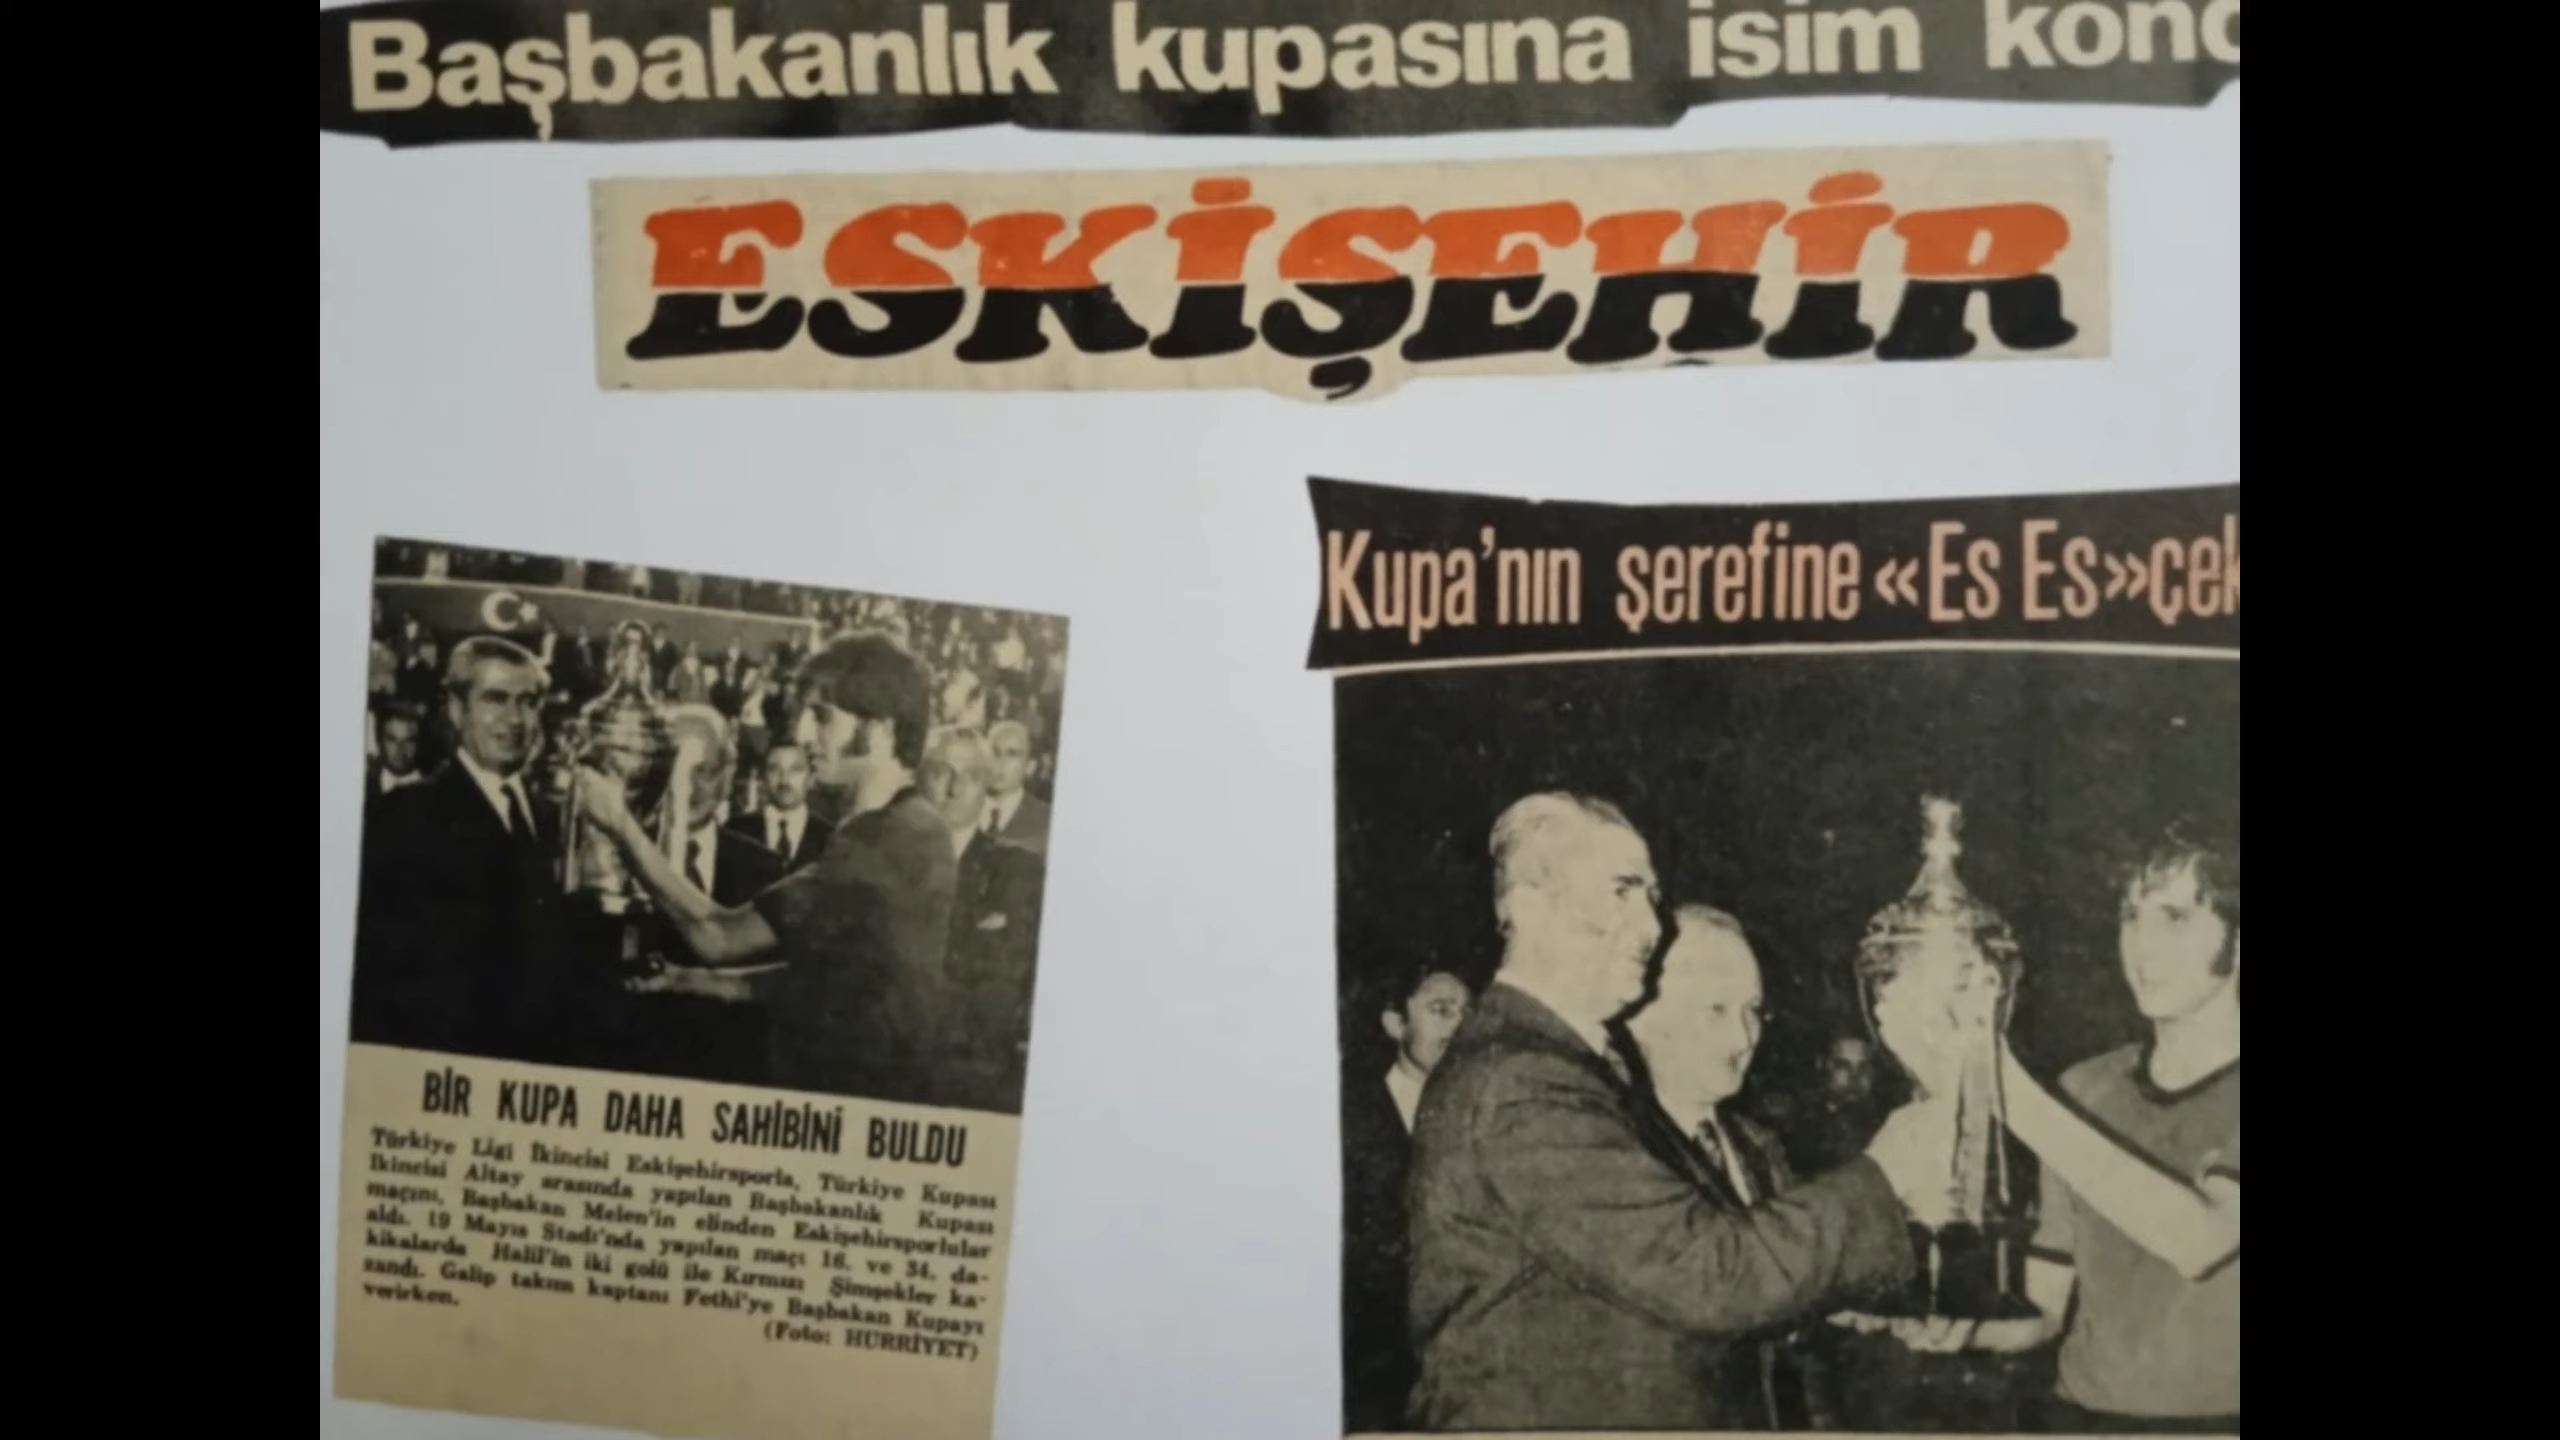 Başbakanlık kupasına isim kond
ESKİŞEHİR
Kupa'nın şerefine «Es Es» çek
BİR KUPA DAHA SAHİBİNİ BULDU
Türkiye Ligi İkincisi Eskişehirsporla, Türkiye Kupası
İkincisi Altay arasında yapılan Başbakanlık Kupası
maçını, Başbakan Melen'in elinden Eskişehirsporlular
aldı. 19 Mayıs Stadı'nda yapılan maçı 16. ve 34. da-
kikalarda Halil'in iki golü ile Kırmızı Şimşekler ka-
zandı. Galip takım kaptanı Fethi'ye Başbakan Kupayı
verirken.
(Foto: HÜRRİYET)